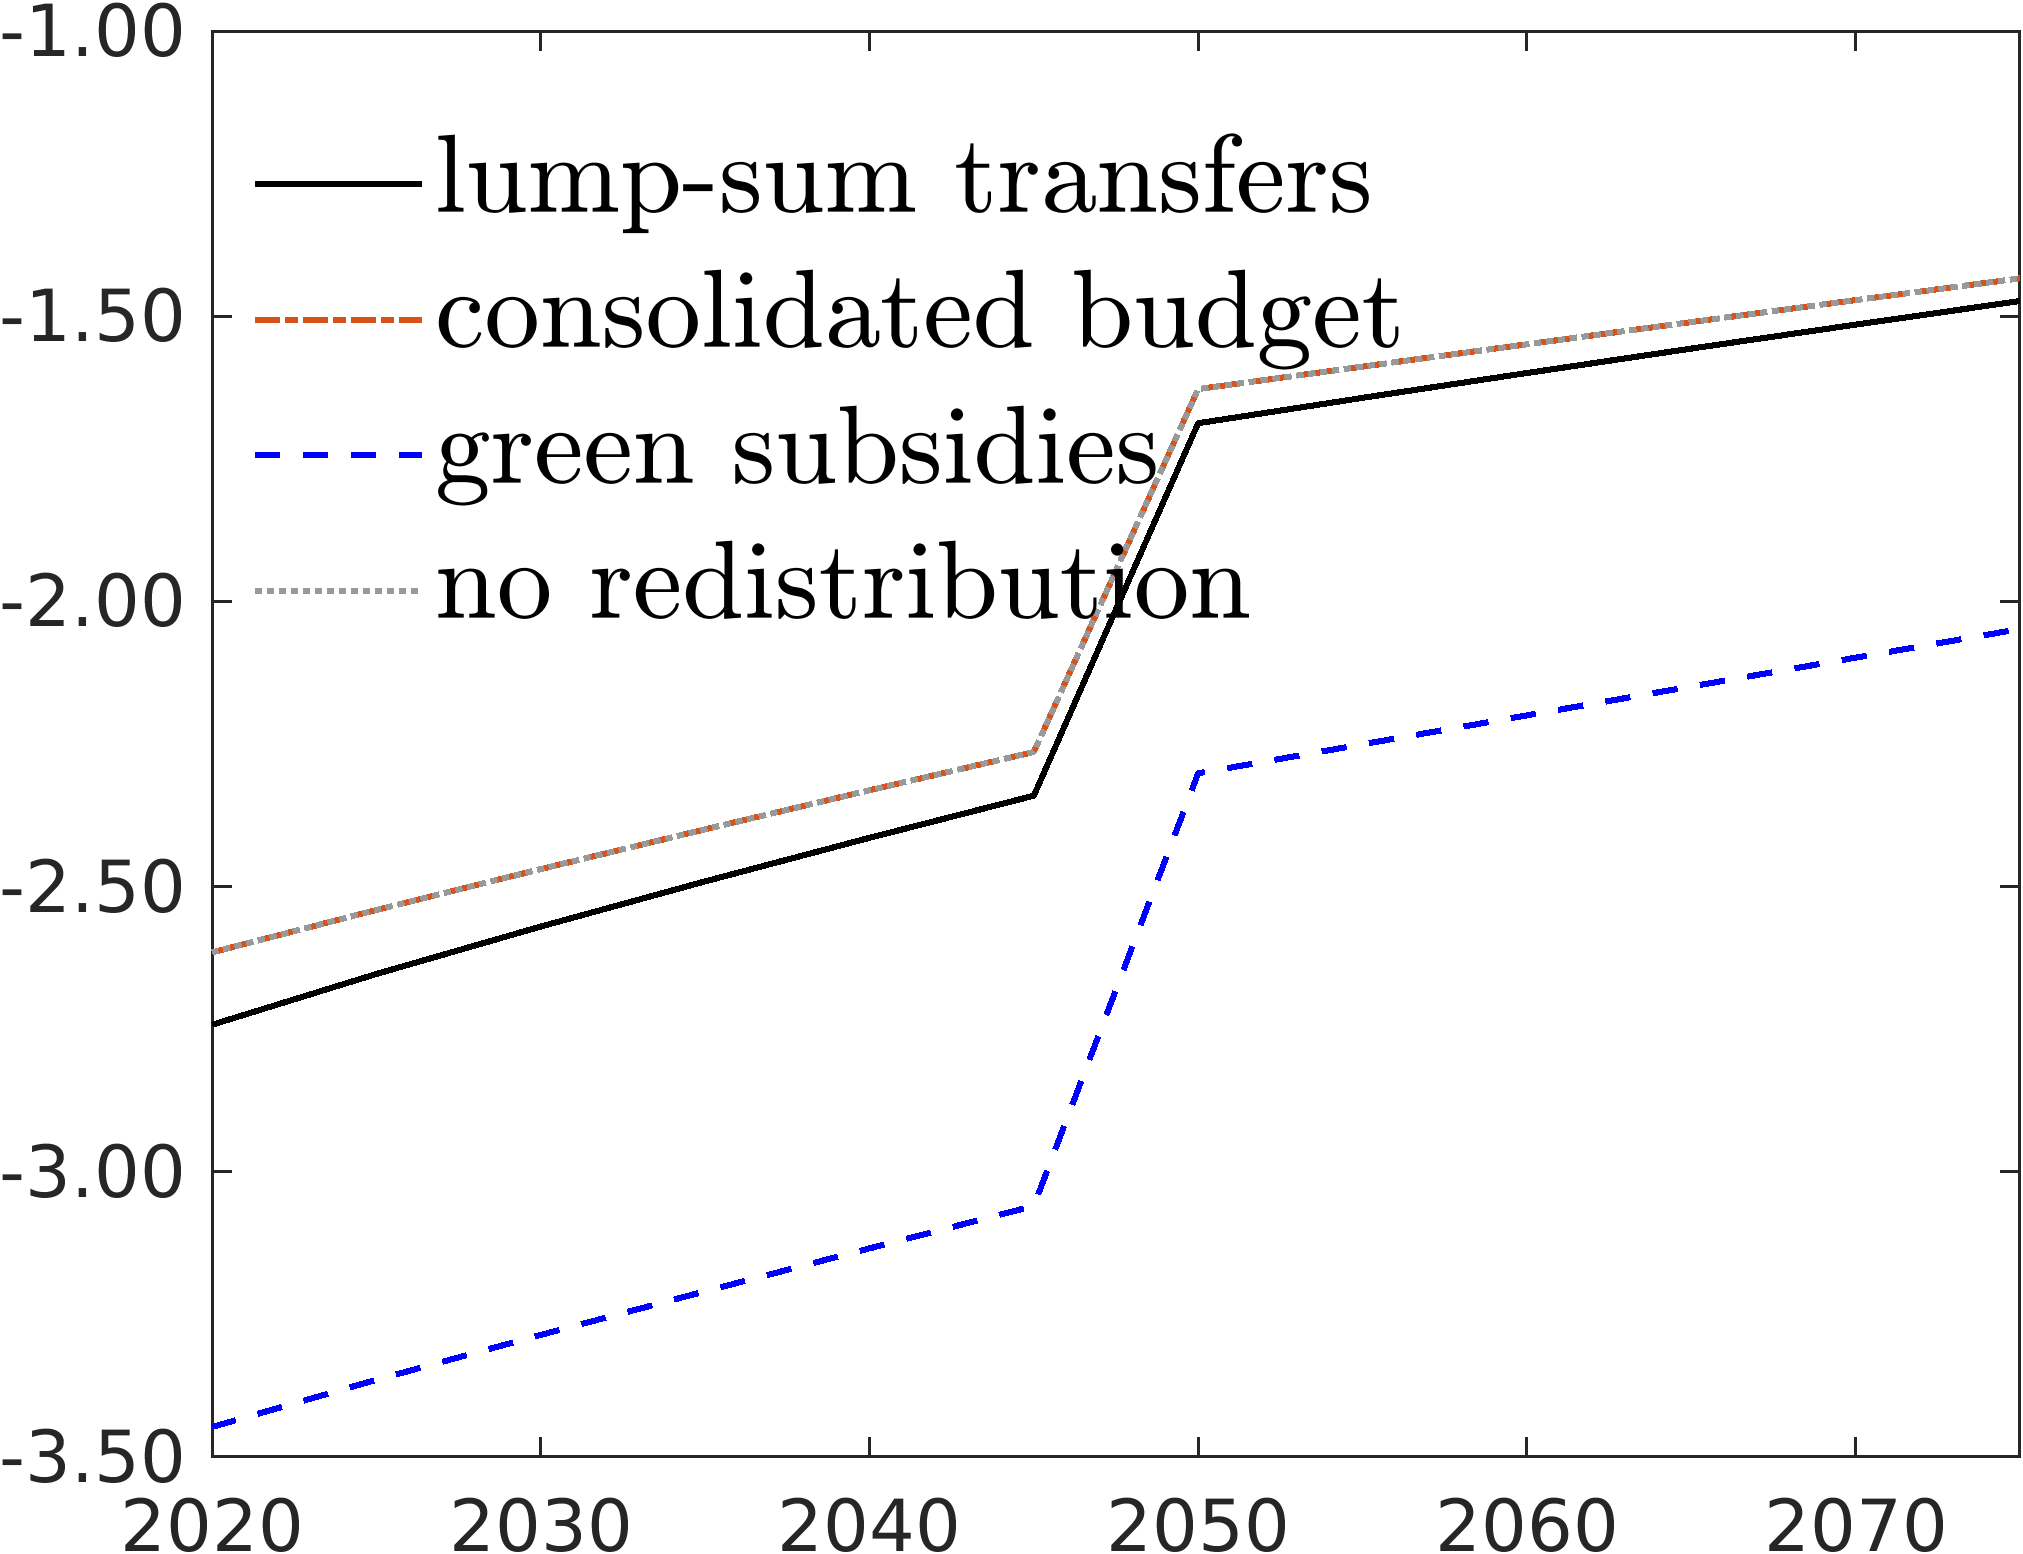 -1.00
lump-sum transfers
-1.50
consolidated budget
green subsidies
-2.00
no redistribution
-2.50
-3.00
-3.50
2020 2030 2040 2050 2060 2070